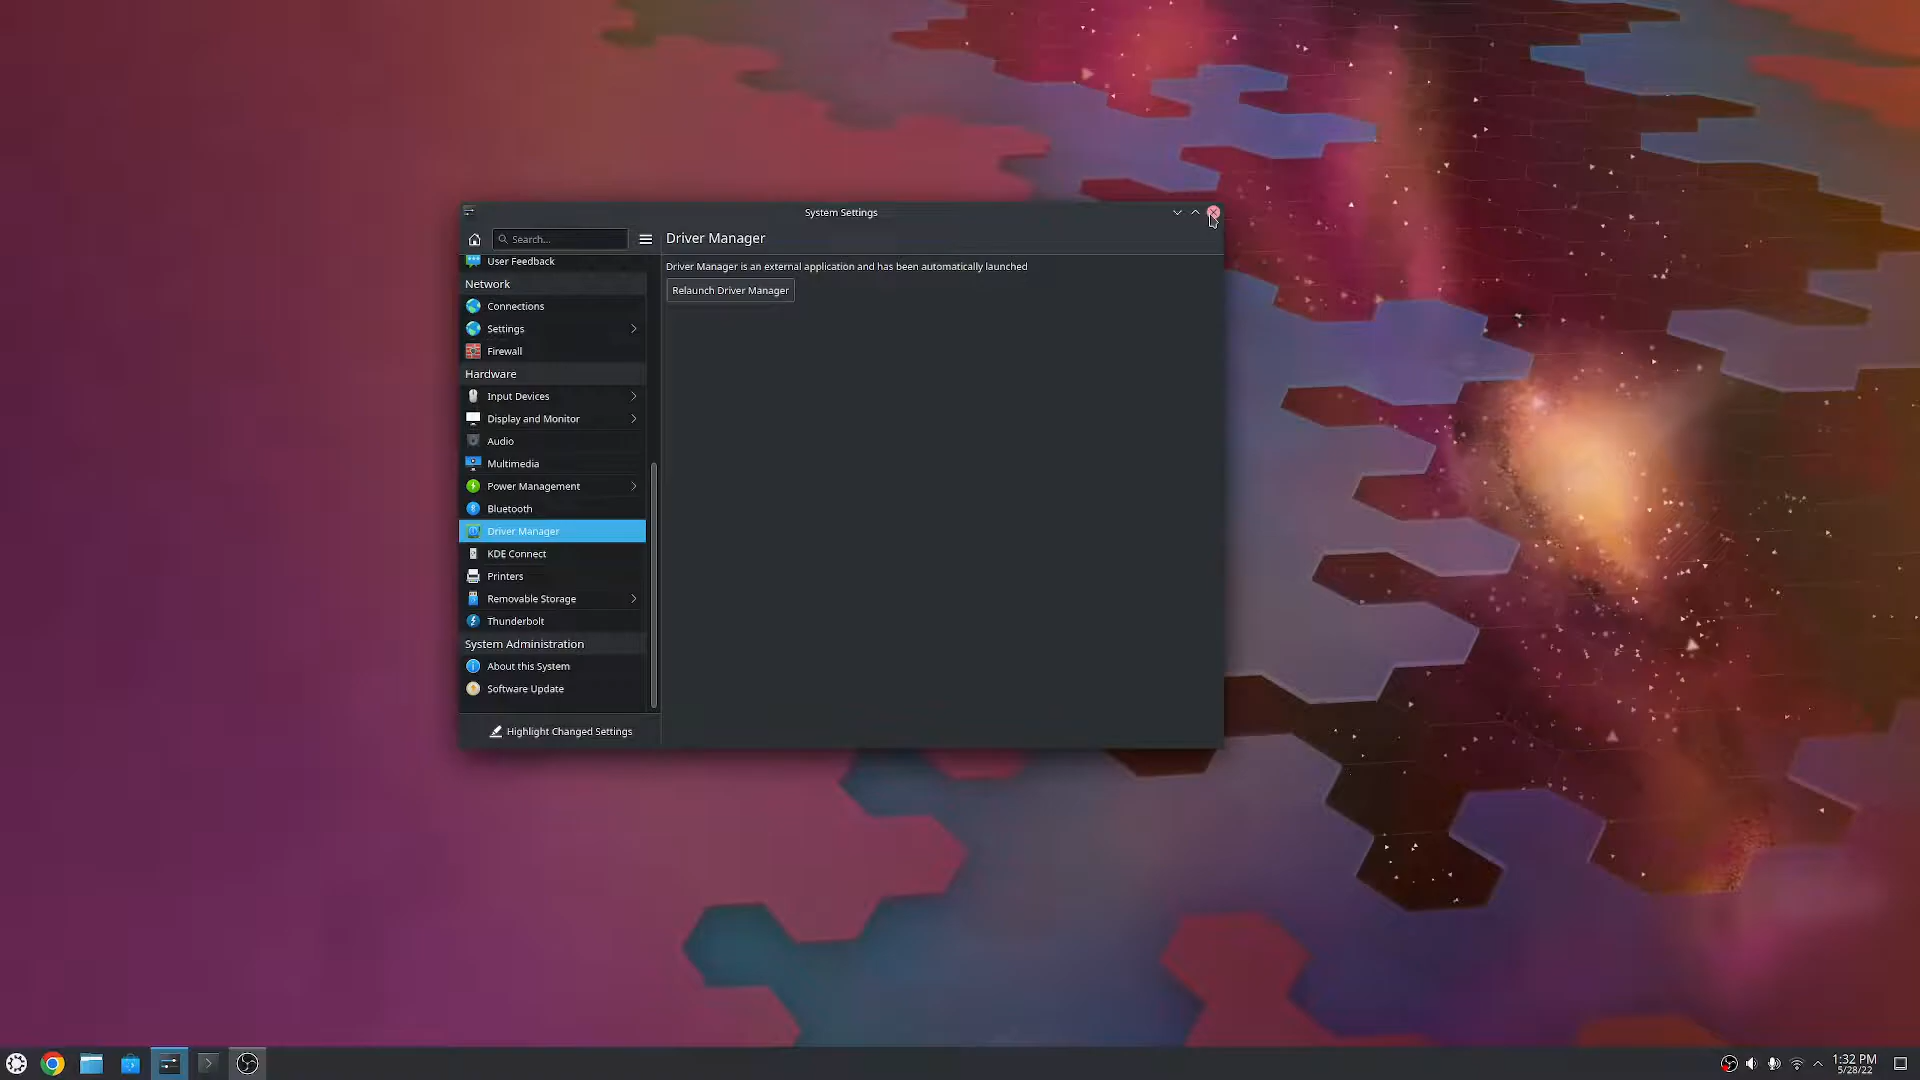 System Settings
Search...
Driver Manager
User Feedback
Driver Manager is an external application and has been automatically launched
Network
Relaunch Driver Manager
Connections
Settings
Firewall
Hardware
Input Devices
Display and Monitor
Audio
Multimedia
Power Management
Bluetooth
Driver Manager
KDE Connect
Printers
Removable Storage
Thunderbolt
System Administration
About this System
Software Update
Highlight Changed Settings
1:32 PM
5/28/22